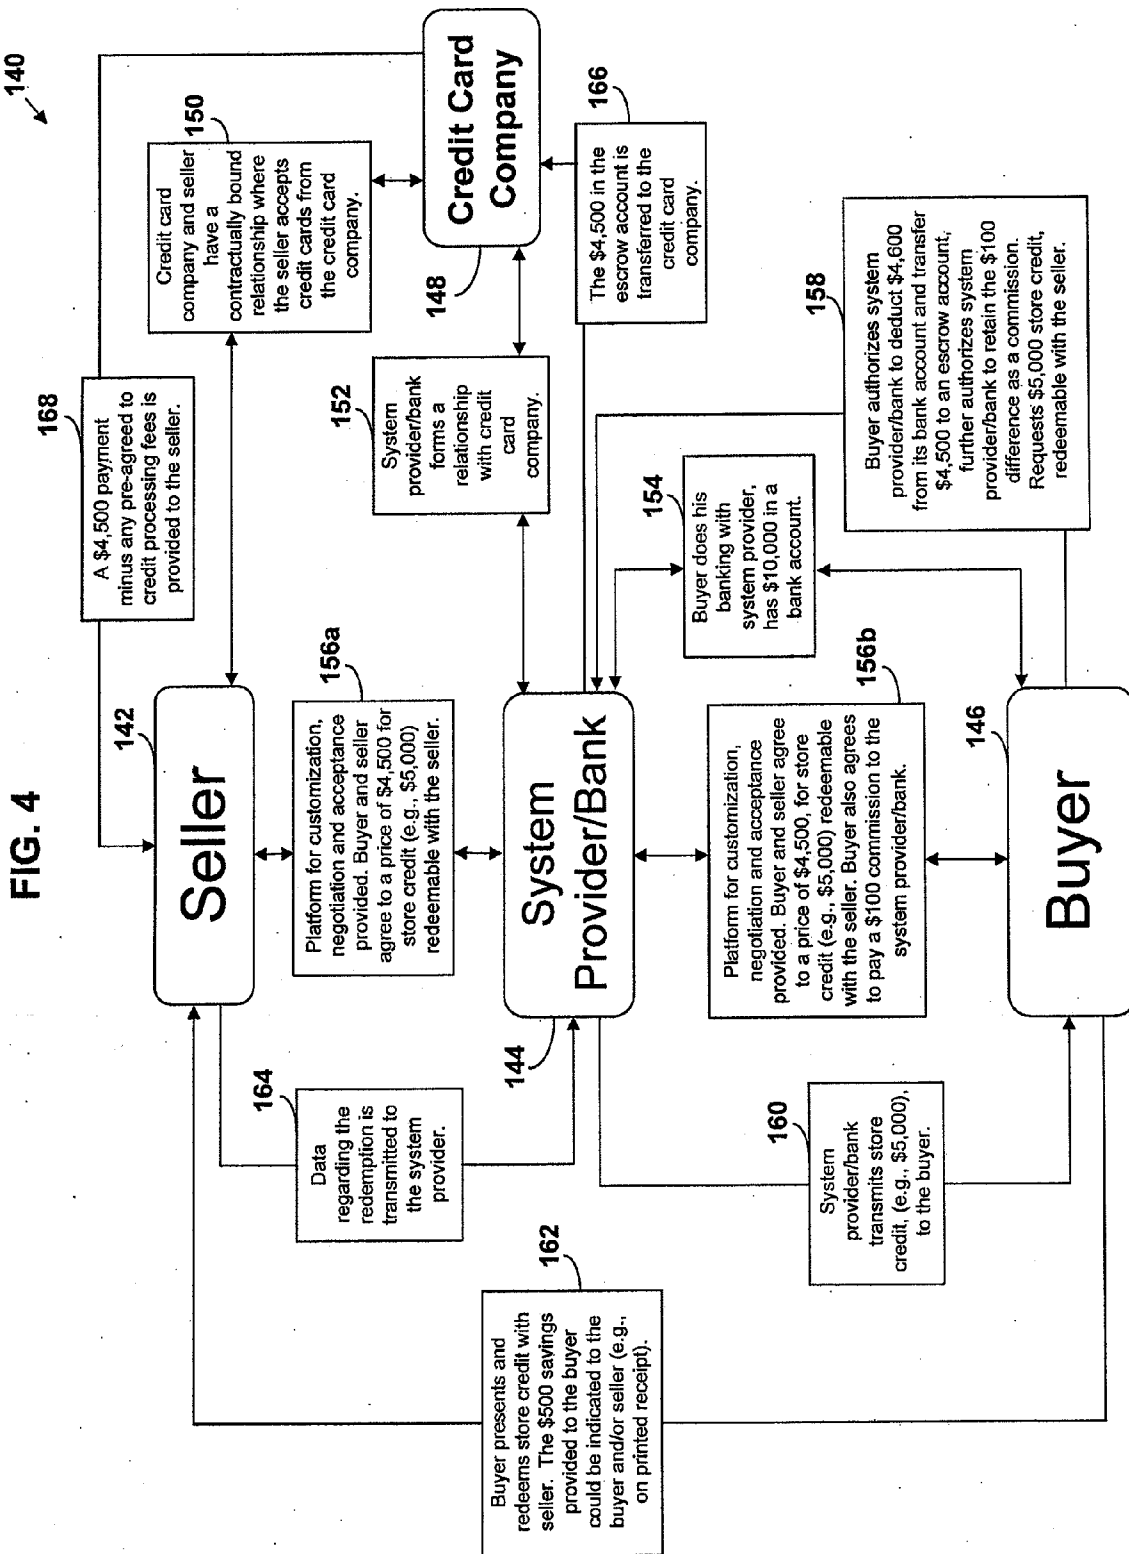 FIG. 4
140
168
A $4,500 payment
minus any pre-agreed to
credit processing fees is
provided to the seller.
Credit card
company and seller
have a
contractually bound
relationship where
the seller accepts
credit cards from
the credit card
company.
150
142
Seller
Credit Card
Company
148
152
System
provider/bank
forms a
relationship
with credit
card
company.
166
The $4,500 in the
escrow account is
transferred to the
credit card
company.
164
Data
regarding the
redemption is
transmitted to
the system
provider.
156a
Platform for customization,
negotiation and acceptance
provided. Buyer and seller
agree to a price of $4,500 for
store credit (e.g., $5,000)
redeemable with the seller.
162
Buyer presents and
redeems store credit with
seller. The $500 savings
provided to the buyer
could be indicated to the
buyer and/or seller (e.g.,
on printed receipt).
144
System
Provider/Bank
154
Buyer does his
banking with
system provider,
has $10,000 in a
bank account.
158
Buyer authorizes system
provider/bank to deduct $4,600
from its bank account and transfer
$4,500 to an escrow account,
further authorizes system
provider/bank to retain the $100
difference as a commission.
Requests $5,000 store credit,
redeemable with the seller.
156b
Platform for customization,
negotiation and acceptance
provided. Buyer and seller agree
to a price of $4,500, for store
credit (e.g., $5,000) redeemable
with the seller. Buyer also agrees
to pay a $100 commission to the
system provider/bank.
160
System
provider/bank
transmits store
credit, (e.g., $5,000),
to the buyer.
146
Buyer